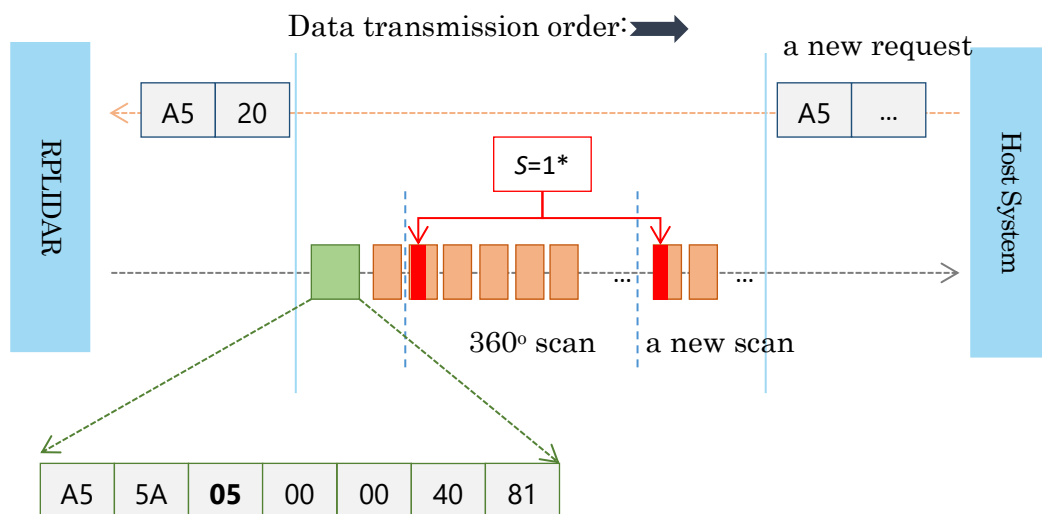 Data transmission order:
a new request
A5 20
A5 ...
RPLIDAR
Host System
S=1*
... ...
360º scan
a new scan
A5 5A 05 00 00 40 81